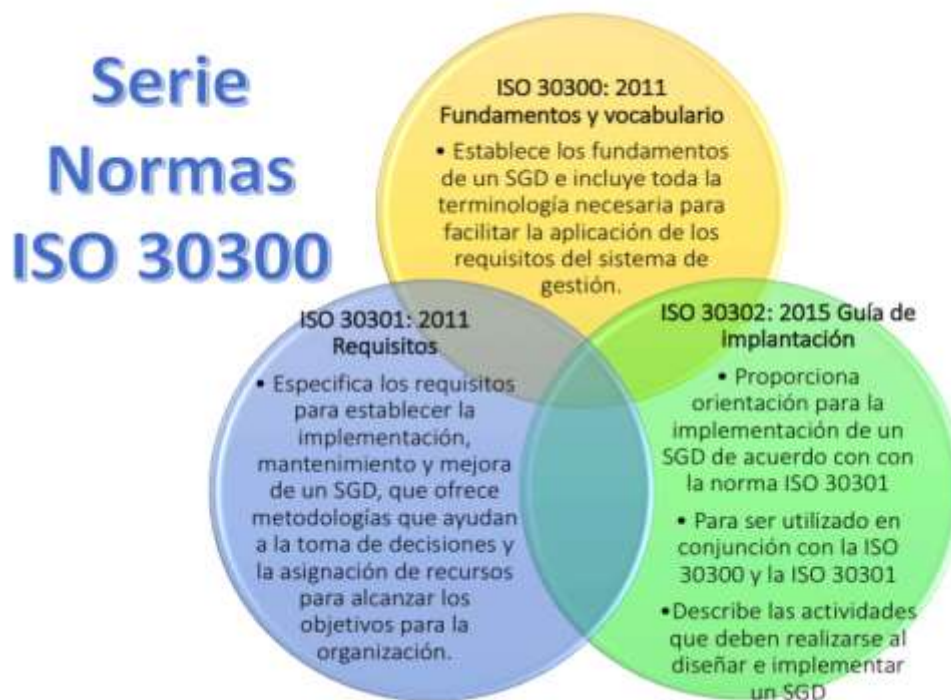 Serie
Normas
ISO 30300
ISO 30300: 2011
Fundamentos y vocabulario
• Establece los fundamentos
de un SGD e incluye toda la
terminología necesaria para
facilitar la aplicación de los
requisitos del sistema de
gestión.
ISO 30301: 2011
Requisitos
• Especifica los requisitos
para establecer la
implementación,
mantenimiento y mejora
de un SGD, que ofrece
metodologías que ayudan
a la toma de decisiones y
la asignación de recursos
para alcanzar los
objetivos para la
organización.
ISO 30302: 2015 Guía de
implantación
• Proporciona
orientación para la
implementación de un
SGD de acuerdo con con
la norma ISO 30301
• Para ser utilizado en
conjunción con la ISO
30300 y la ISO 30301
•Describe las actividades
que deben realizarse al
diseñar e implementar
un SGD